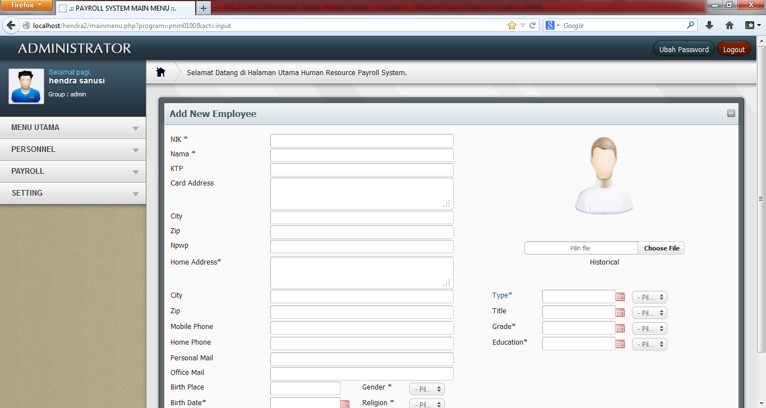 Firefox
.:: PAYROLL SYSTEM MAIN MENU ::.
localhost/hendra2/mainmenu.php?program=pnm0100&act=input
Google
ADMINISTRATOR
Ubah Password
Logout
Selamat pagi,
hendra sanusi
Group : admin
Selamat Datang di Halaman Utama Human Resource Payroll System.
MENU UTAMA
PERSONNEL
PAYROLL
SETTING
Add New Employee
NIK *
Nama *
KTP
Card Address
City
Zip
Npwp
Pilih file
Choose File
Historical
Home Address*
City
Type*
- Pil...
Zip
Title
Mobile Phone
Grade*
- Pil...
Home Phone
Education*
- Pil...
Personal Mail
Office Mail
Birth Place
Gender *
- Pil...
Birth Date*
Religion *
- Pil...